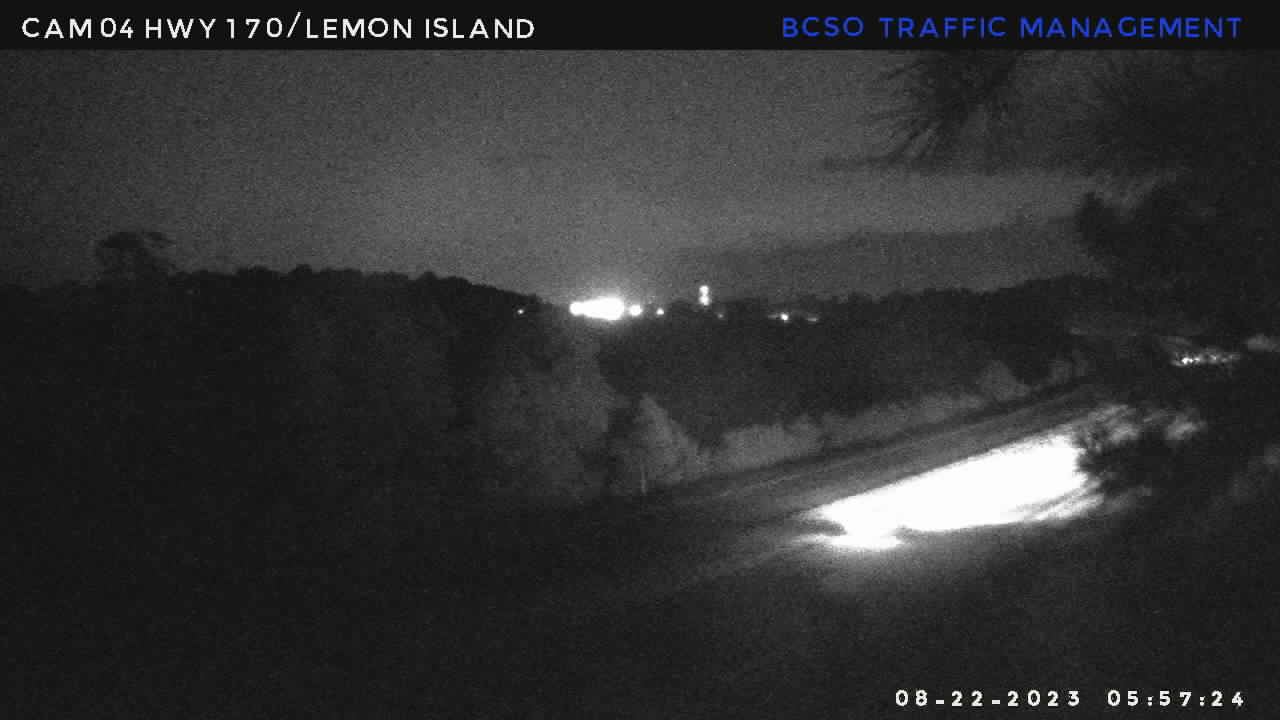 CAM04 HWY 170/LEMON ISLAND
BCSO TRAFFIC MANAGEMENT
08-22-2023 05:57:24